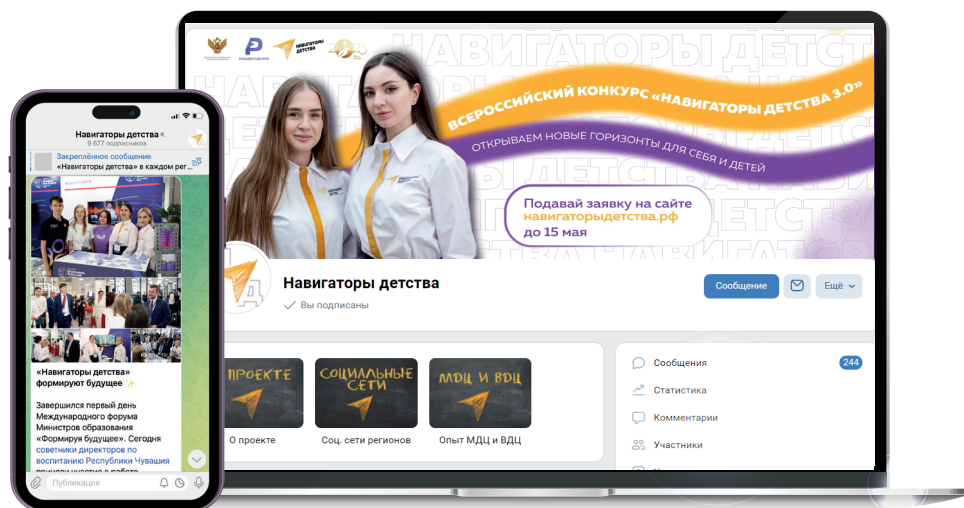 Навигаторы детства
9 677 подписчиков
Закреплённое сообщение
«Навигаторы детства» в каждом рег...
«Навигаторы детства»
формируют будущее
Завершился первый день
Международного форума
Министров образования
«Формируя будущее». Сегодня
советники директоров по
воспитанию Республики Чувашия
Публикация
НАВИГАТОРЫ
ДЕТСТВА
НАВИГАТОРЫ ДЕТСТ
ВСЕРОССИЙСКИЙ КОНКУРС «НАВИГАТОРЫ ДЕТСТВА 3.0»
ОТКРЫВАЕМ НОВЫЕ ГОРИЗОНТЫ ДЛЯ СЕБЯ И ДЕТЕЙ
Подавай заявку на сайте
навигаторыдетства.рф
до 15 мая
Навигаторы детства
Вы подписаны
Сообщение
Ещё
ПРОЕКТЕ
СОЦИАЛЬНЫЕ
СЕТИ
МДЦ И ВДЦ
О проекте
Соц. сети регионов
Опыт МДЦ и ВДЦ
Сообщения
244
Статистика
Комментарии
Участники